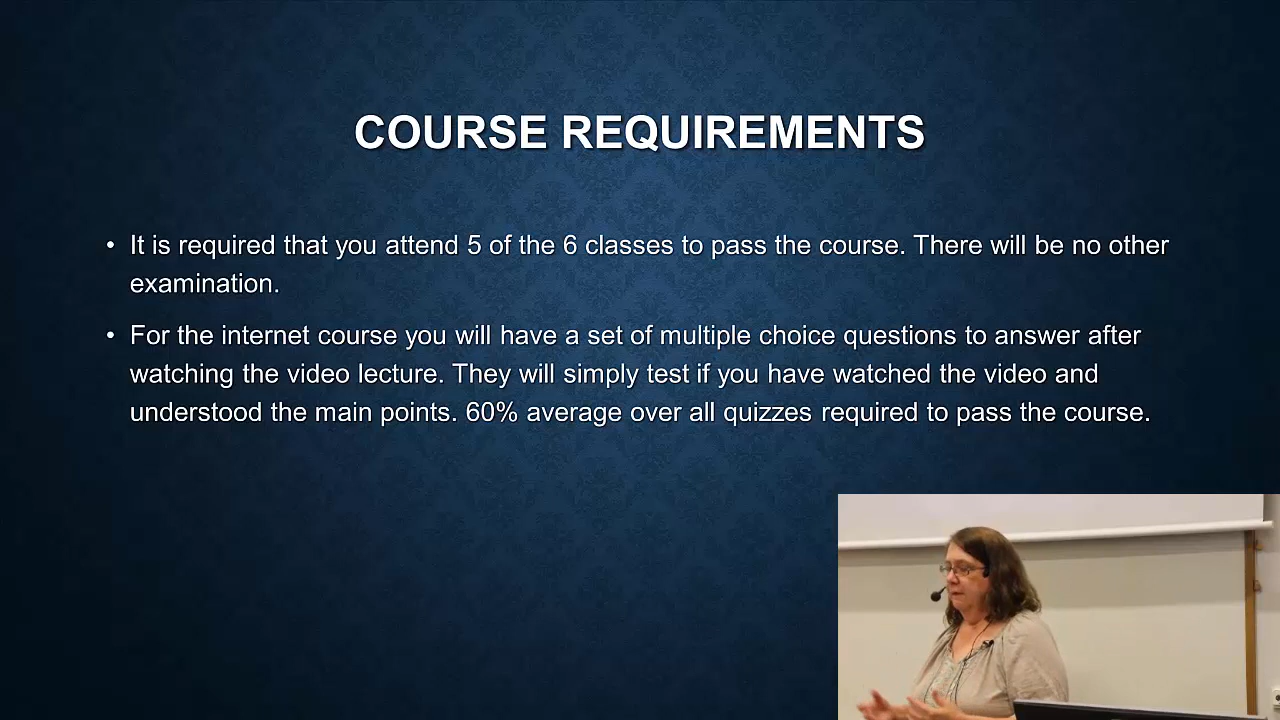 COURSE REQUIREMENTS
• It is required that you attend 5 of the 6 classes to pass the course. There will be no other
examination.
• For the internet course you will have a set of multiple choice questions to answer after
watching the video lecture. They will simply test if you have watched the video and
understood the main points. 60% average over all quizzes required to pass the course.